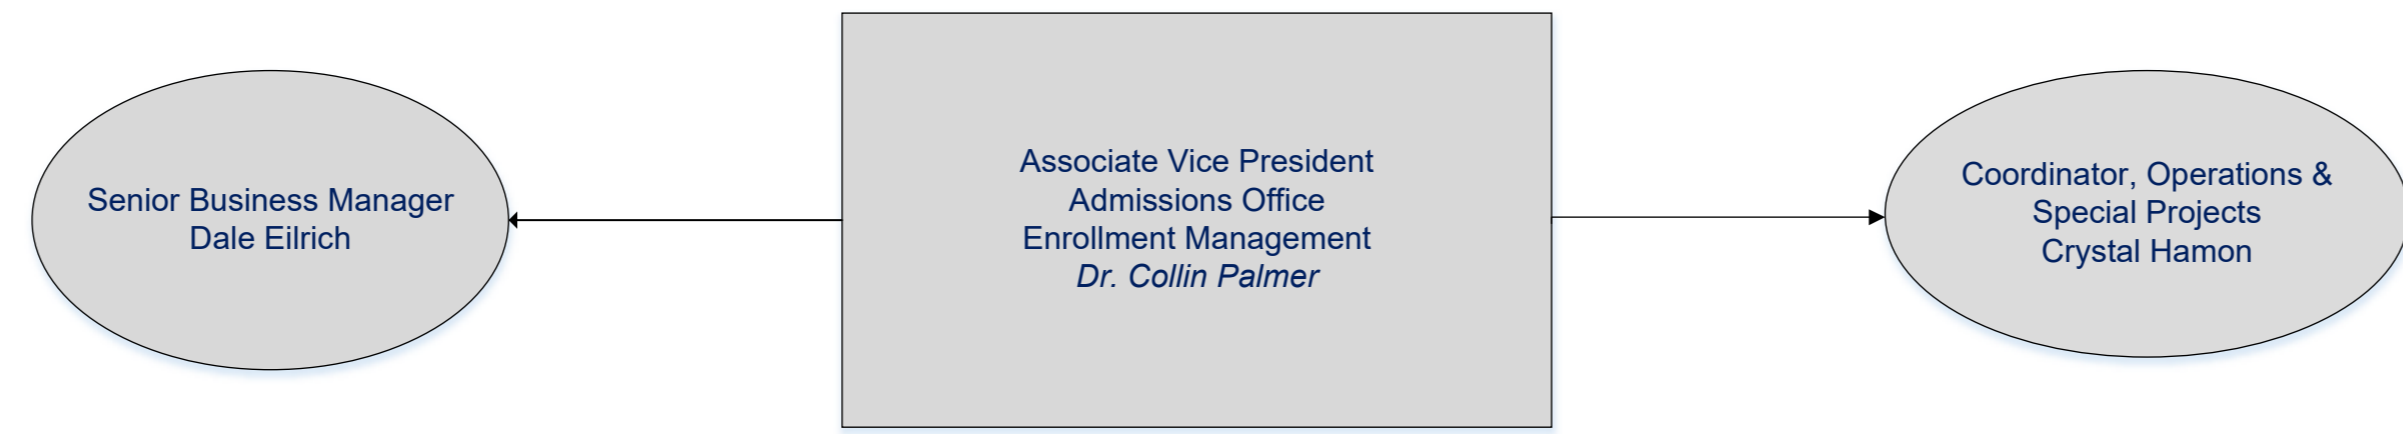 Senior Business Manager
Dale Eilrich
Associate Vice President
Admissions Office
Enrollment Management
Dr. Collin Palmer
Coordinator, Operations &
Special Projects
Crystal Hamon